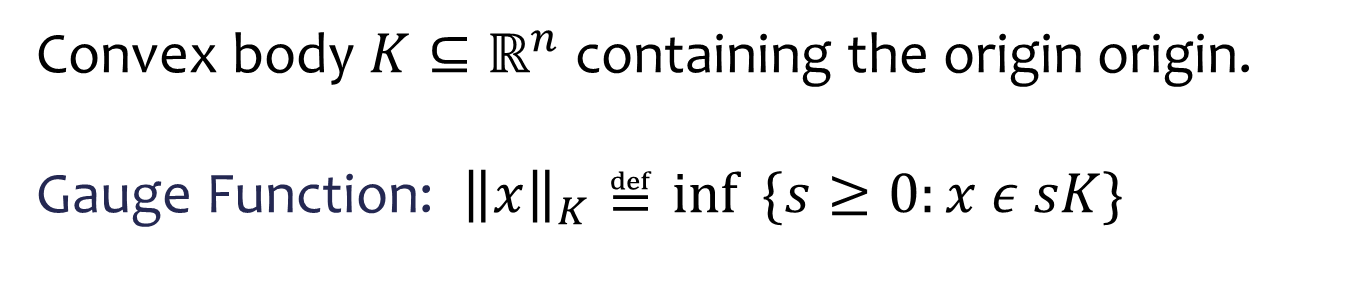 Convex body K ⊆ ℝⁿ containing the origin origin.
Gauge Function: ‖x‖_K ≝ inf {s ≥ 0: x ϵ sK}